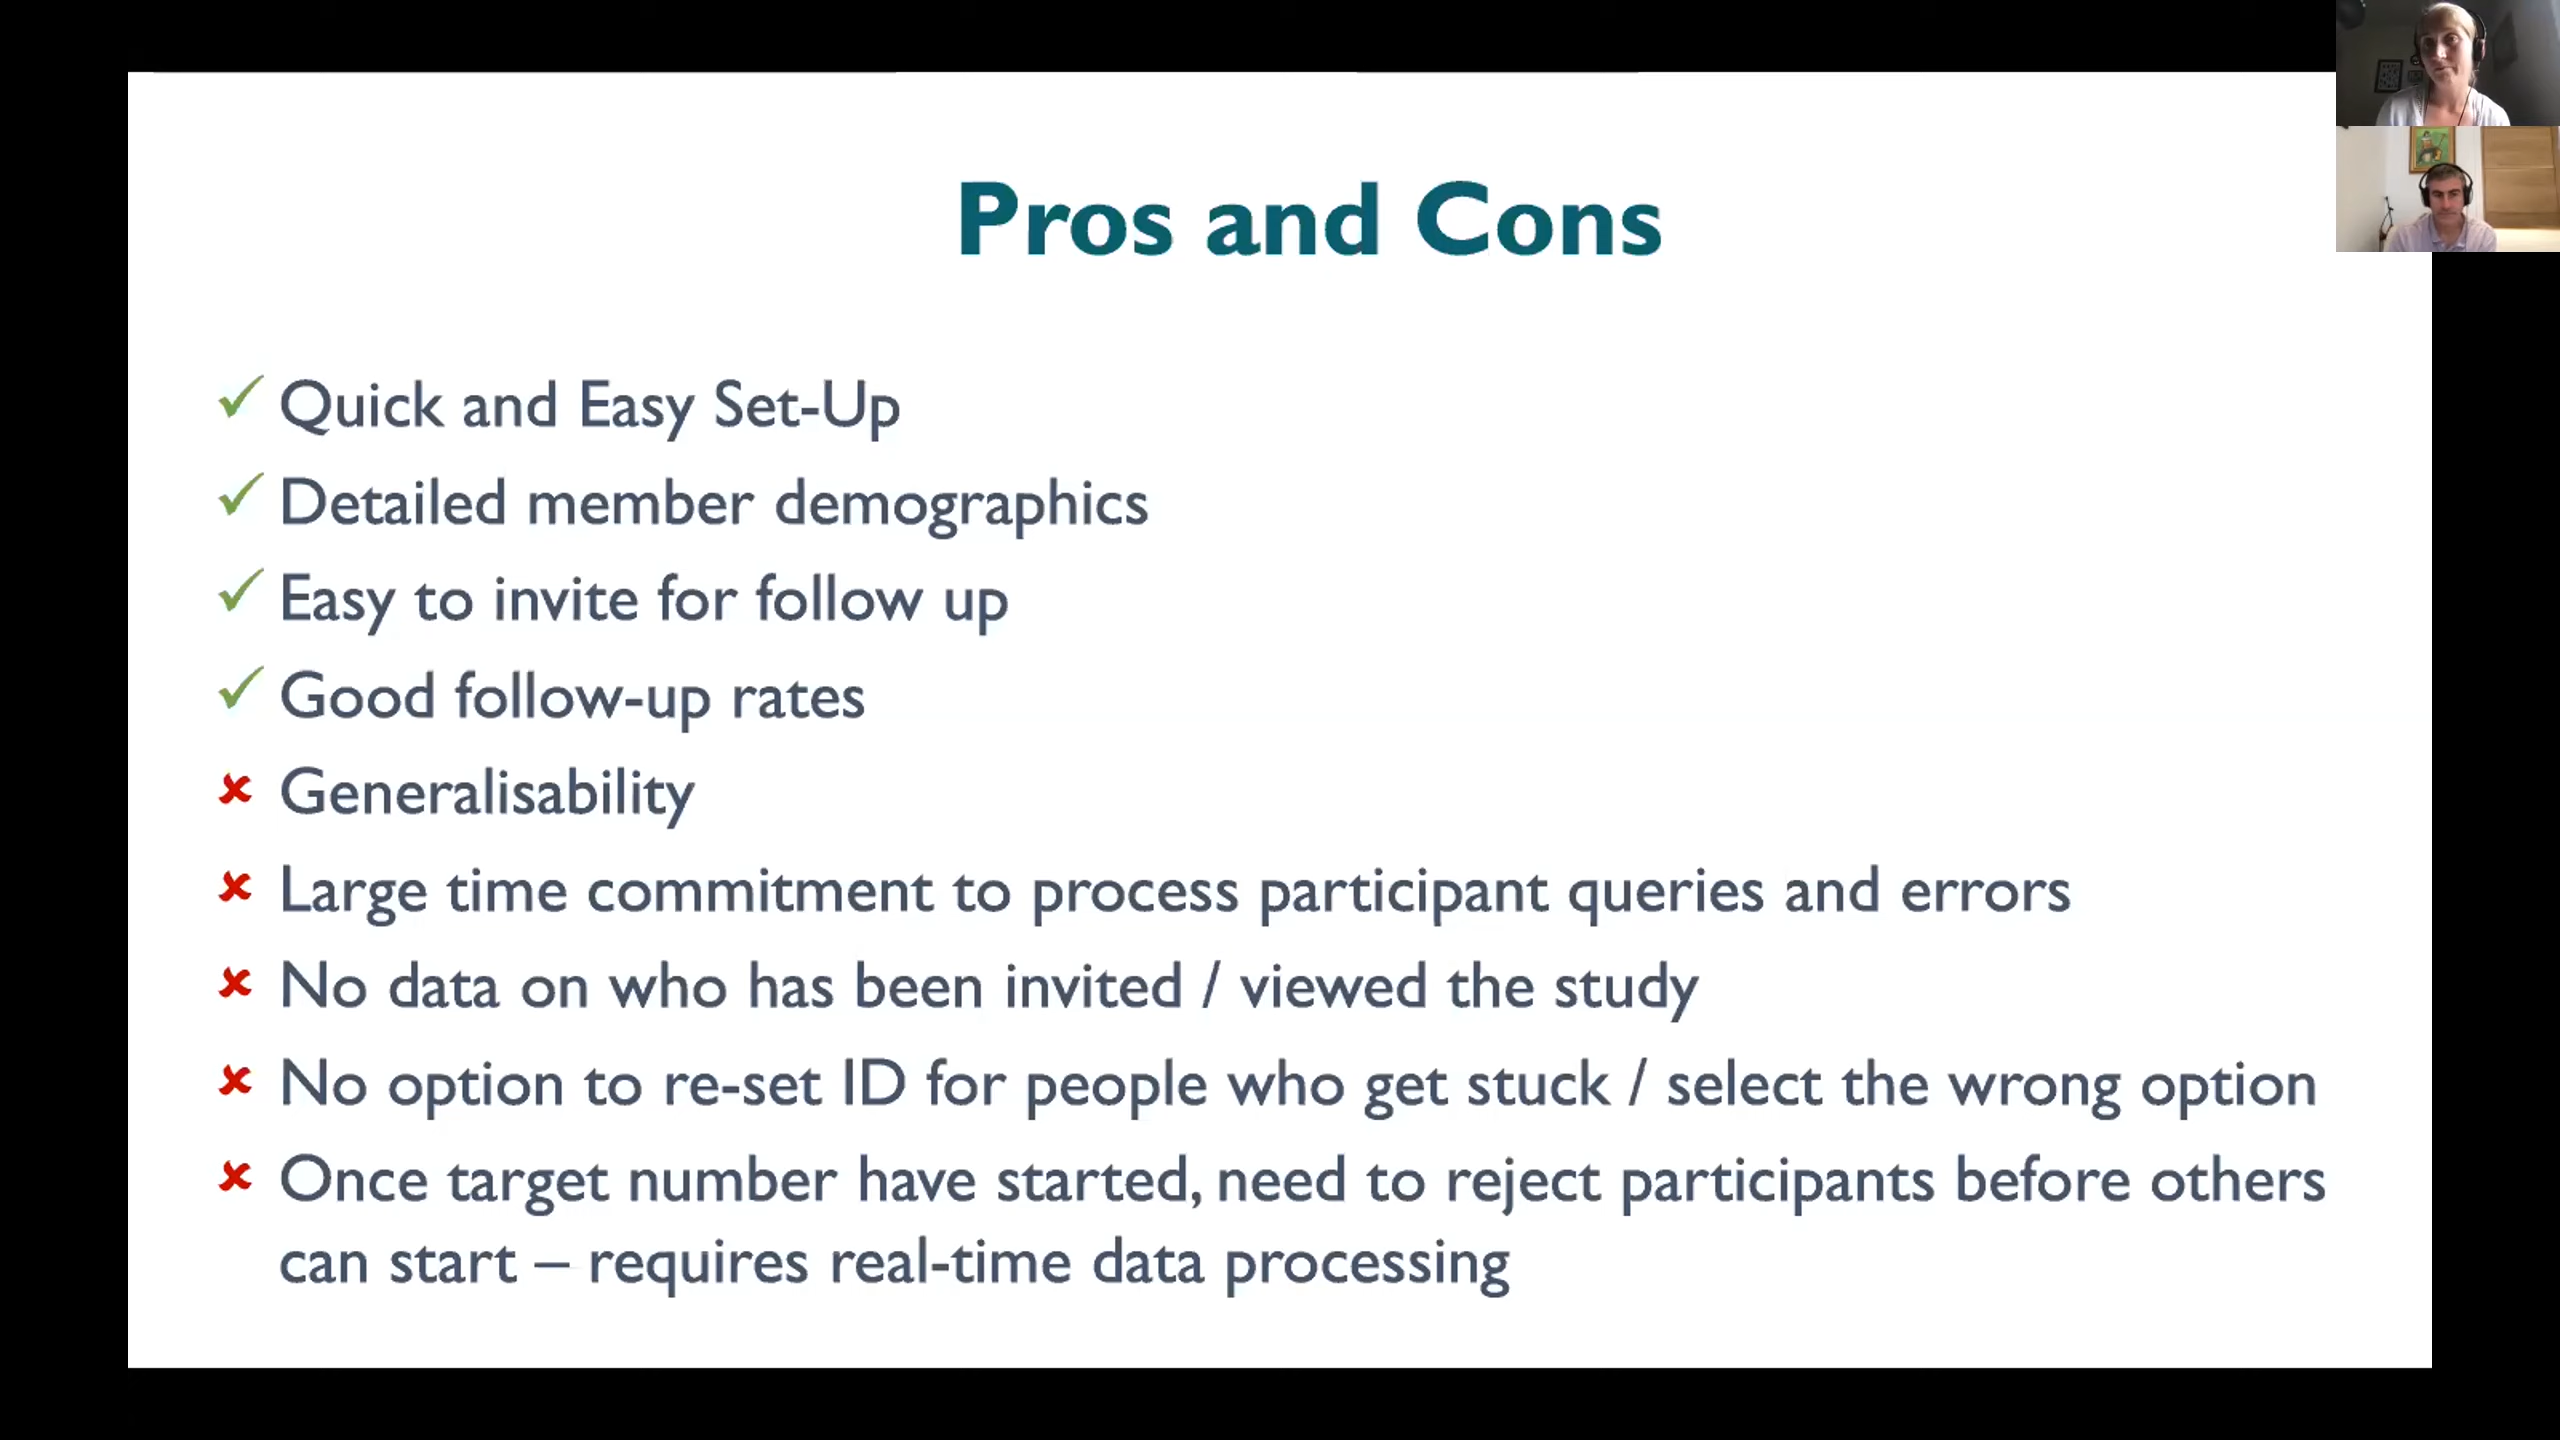 Pros and Cons
✓ Quick and Easy Set-Up
✓ Detailed member demographics
✓ Easy to invite for follow up
✓ Good follow-up rates
✘ Generalisability
✘ Large time commitment to process participant queries and errors
✘ No data on who has been invited / viewed the study
✘ No option to re-set ID for people who get stuck / select the wrong option
✘ Once target number have started, need to reject participants before others
can start – requires real-time data processing